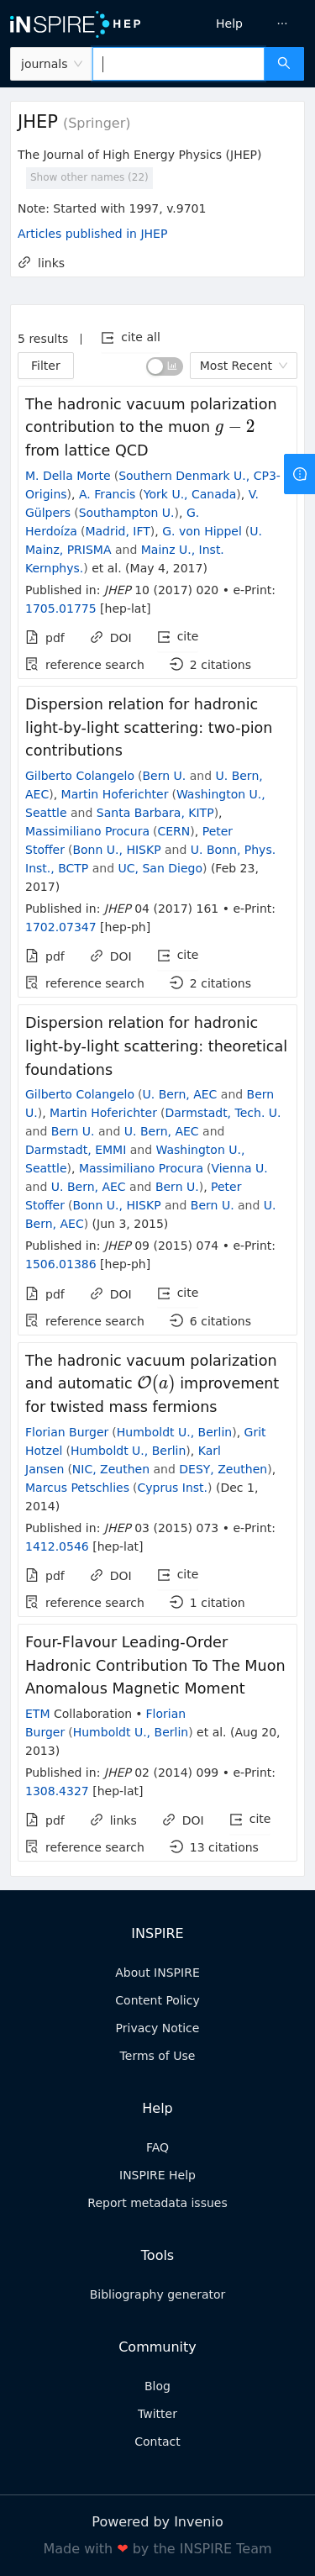 iNSPIRE HEP
Help
···
journals
JHEP (Springer)
The Journal of High Energy Physics (JHEP)
Show other names (22)
Note: Started with 1997, v.9701
Articles published in JHEP
links
5 results | cite all
Filter
Most Recent
The hadronic vacuum polarization
contribution to the muon g − 2
from lattice QCD
M. Della Morte (Southern Denmark U., CP3-
Origins), A. Francis (York U., Canada), V.
Gülpers (Southampton U.), G.
Herdoíza (Madrid, IFT), G. von Hippel (U.
Mainz, PRISMA and Mainz U., Inst.
Kernphys.) et al. (May 4, 2017)
Published in: JHEP 10 (2017) 020 • e-Print:
1705.01775 [hep-lat]
pdf DOI cite
reference search 2 citations
Dispersion relation for hadronic
light-by-light scattering: two-pion
contributions
Gilberto Colangelo (Bern U. and U. Bern,
AEC), Martin Hoferichter (Washington U.,
Seattle and Santa Barbara, KITP),
Massimiliano Procura (CERN), Peter
Stoffer (Bonn U., HISKP and U. Bonn, Phys.
Inst., BCTP and UC, San Diego) (Feb 23,
2017)
Published in: JHEP 04 (2017) 161 • e-Print:
1702.07347 [hep-ph]
pdf DOI cite
reference search 2 citations
Dispersion relation for hadronic
light-by-light scattering: theoretical
foundations
Gilberto Colangelo (U. Bern, AEC and Bern
U.), Martin Hoferichter (Darmstadt, Tech. U.
and Bern U. and U. Bern, AEC and
Darmstadt, EMMI and Washington U.,
Seattle), Massimiliano Procura (Vienna U.
and U. Bern, AEC and Bern U.), Peter
Stoffer (Bonn U., HISKP and Bern U. and U.
Bern, AEC) (Jun 3, 2015)
Published in: JHEP 09 (2015) 074 • e-Print:
1506.01386 [hep-ph]
pdf DOI cite
reference search 6 citations
The hadronic vacuum polarization
and automatic O(a) improvement
for twisted mass fermions
Florian Burger (Humboldt U., Berlin), Grit
Hotzel (Humboldt U., Berlin), Karl
Jansen (NIC, Zeuthen and DESY, Zeuthen),
Marcus Petschlies (Cyprus Inst.) (Dec 1,
2014)
Published in: JHEP 03 (2015) 073 • e-Print:
1412.0546 [hep-lat]
pdf DOI cite
reference search 1 citation
Four-Flavour Leading-Order
Hadronic Contribution To The Muon
Anomalous Magnetic Moment
ETM Collaboration • Florian
Burger (Humboldt U., Berlin) et al. (Aug 20,
2013)
Published in: JHEP 02 (2014) 099 • e-Print:
1308.4327 [hep-lat]
pdf links DOI cite
reference search 13 citations
INSPIRE
About INSPIRE
Content Policy
Privacy Notice
Terms of Use
Help
FAQ
INSPIRE Help
Report metadata issues
Tools
Bibliography generator
Community
Blog
Twitter
Contact
Powered by Invenio
Made with ❤ by the INSPIRE Team